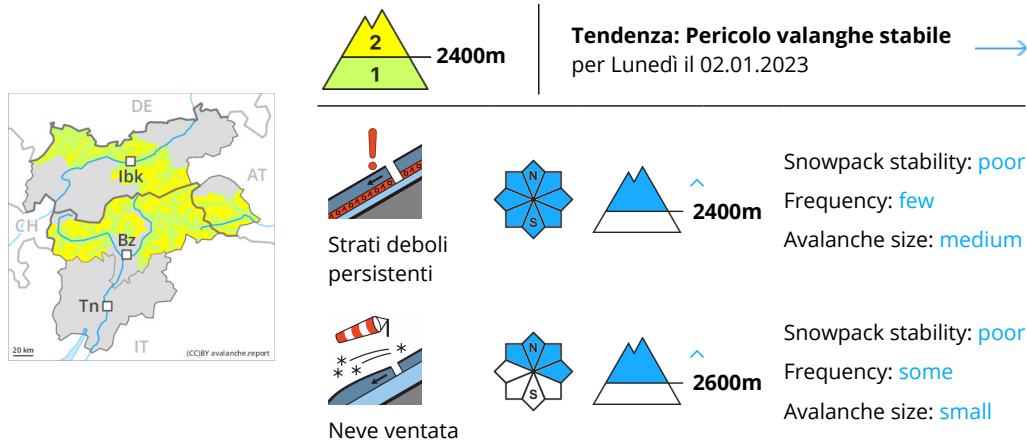 2
1
2400m
Tendenza: Pericolo valanghe stabile
per Lunedì il 02.01.2023
DE
AT
CH
IT
Ibk
Bz
Tn
20 km
(CC)BY avalanche.report
Strati deboli
persistenti
N
S
2400m
Snowpack stability: poor
Frequency: few
Avalanche size: medium
Neve ventata
N
S
2600m
Snowpack stability: poor
Frequency: some
Avalanche size: small